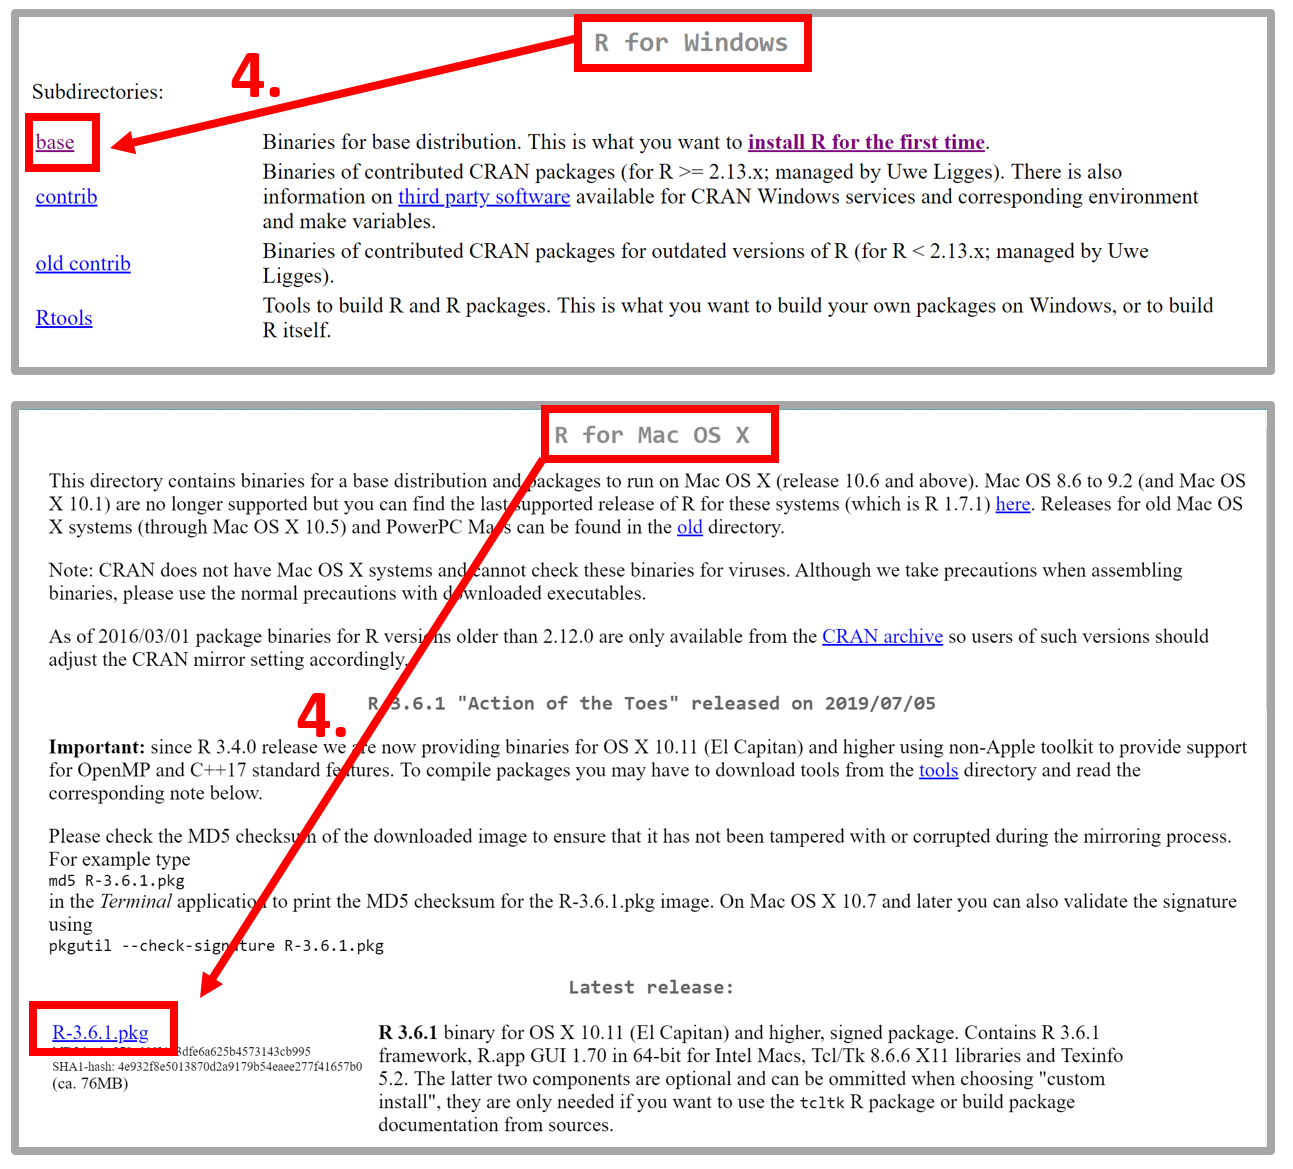 R for Windows
4.
Subdirectories:
base
Binaries for base distribution. This is what you want to install R for the first time.
contrib
Binaries of contributed CRAN packages (for R >= 2.13.x; managed by Uwe Ligges). There is also
information on third party software available for CRAN Windows services and corresponding environment
and make variables.
old contrib
Binaries of contributed CRAN packages for outdated versions of R (for R < 2.13.x; managed by Uwe
Ligges).
Rtools
Tools to build R and R packages. This is what you want to build your own packages on Windows, or to build
R itself.
R for Mac OS X
This directory contains binaries for a base distribution and packages to run on Mac OS X (release 10.6 and above). Mac OS 8.6 to 9.2 (and Mac OS
X 10.1) are no longer supported but you can find the last supported release of R for these systems (which is R 1.7.1) here. Releases for old Mac OS
X systems (through Mac OS X 10.5) and PowerPC Macs can be found in the old directory.
Note: CRAN does not have Mac OS X systems and cannot check these binaries for viruses. Although we take precautions when assembling
binaries, please use the normal precautions with downloaded executables.
As of 2016/03/01 package binaries for R versions older than 2.12.0 are only available from the CRAN archive so users of such versions should
adjust the CRAN mirror setting accordingly.
4.
R 3.6.1 "Action of the Toes" released on 2019/07/05
Important: since R 3.4.0 release we are now providing binaries for OS X 10.11 (El Capitan) and higher using non-Apple toolkit to provide support
for OpenMP and C++17 standard features. To compile packages you may have to download tools from the tools directory and read the
corresponding note below.
Please check the MD5 checksum of the downloaded image to ensure that it has not been tampered with or corrupted during the mirroring process.
For example type
md5 R-3.6.1.pkg
in the Terminal application to print the MD5 checksum for the R-3.6.1.pkg image. On Mac OS X 10.7 and later you can also validate the signature
using
pkgutil --check-signature R-3.6.1.pkg
Latest release:
R-3.6.1.pkg
3dfe6a625b4573143cb995
SHA1-hash: 4e932f8e5013870d2a9179b54eaee277f41657b0
(ca. 76MB)
R 3.6.1 binary for OS X 10.11 (El Capitan) and higher, signed package. Contains R 3.6.1
framework, R.app GUI 1.70 in 64-bit for Intel Macs, Tcl/Tk 8.6.6 X11 libraries and Texinfo
5.2. The latter two components are optional and can be ommitted when choosing "custom
install", they are only needed if you want to use the tcltk R package or build package
documentation from sources.